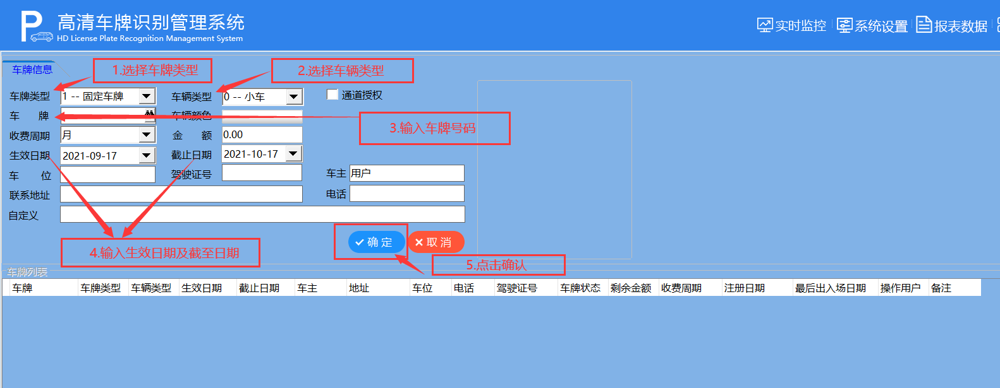 高清车牌识别管理系统
HD License Plate Recognition Management System
实时监控 系统设置 报表数据
车牌信息
1.选择车牌类型 2.选择车辆类型
车牌类型 1 -- 固定车牌 车辆类型 0 -- 小车 通道授权
车 牌 车辆颜色
3.输入车牌号码
收费周期 月 金 额 0.00
生效日期 2021-09-17 截止日期 2021-10-17
车 位 驾驶证号 车主 用户
联系地址 电话
自定义
确 定 取 消
4.输入生效日期及截至日期
5.点击确认
车牌列表
车牌 车牌类型 车辆类型 生效日期 截止日期 车主 地址 车位 电话 驾驶证号 车牌状态 剩余金额 收费周期 注册日期 最后出入场日期 操作用户 备注